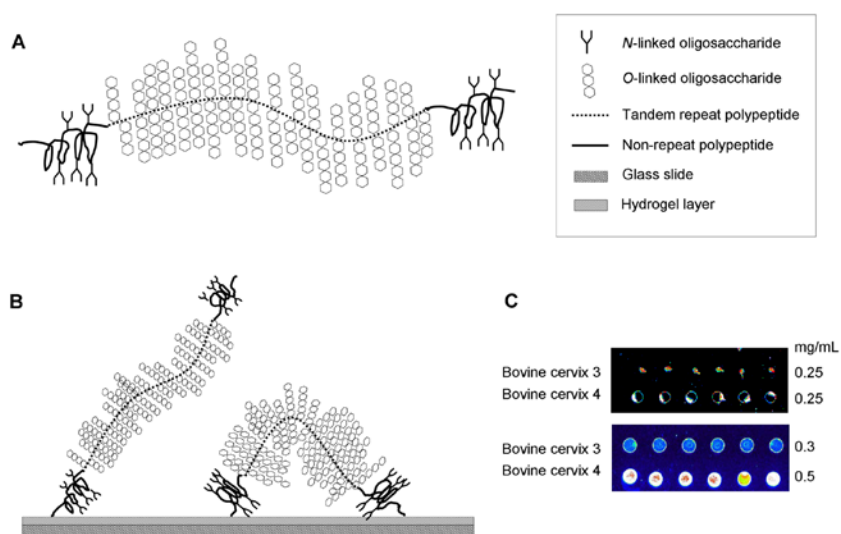 A
N-linked oligosaccharide
O-linked oligosaccharide
Tandem repeat polypeptide
Non-repeat polypeptide
Glass slide
Hydrogel layer
B
C
mg/mL
Bovine cervix 3 0.25
Bovine cervix 4 0.25
Bovine cervix 3 0.3
Bovine cervix 4 0.5